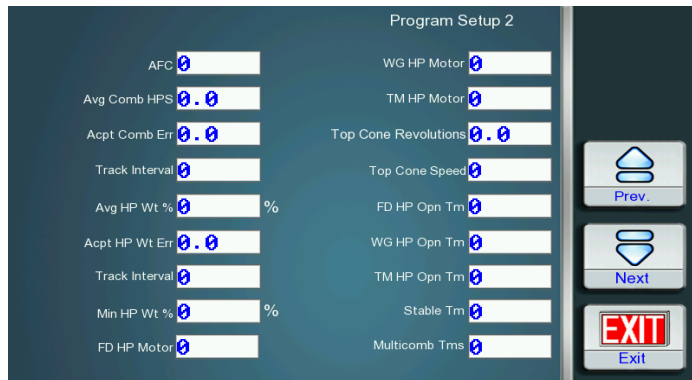 Program Setup 2
AFC 0
Avg Comb HPS 0.0
Acpt Comb Err 0.0
Track Interval 0
Avg HP Wt % 0 %
Acpt HP Wt Err 0.0
Track Interval 0
Min HP Wt % 0 %
FD HP Motor 0
WG HP Motor 0
TM HP Motor 0
Top Cone Revolutions 0.0
Top Cone Speed 0
FD HP Opn Tm 0
WG HP Opn Tm 0
TM HP Opn Tm 0
Stable Tm 0
Multicomb Tms 0
Prev.
Next
EXIT
Exit